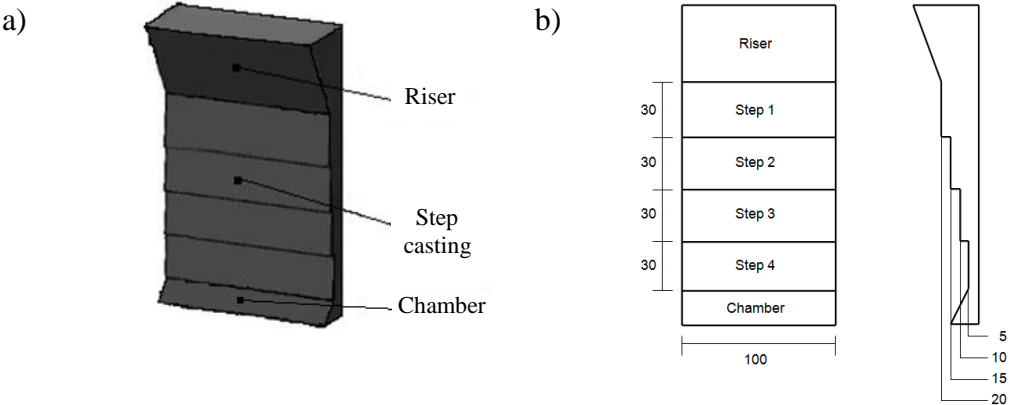 a)
Riser
Step
casting
Chamber
b)
Riser
30
Step 1
30
Step 2
30
Step 3
30
Step 4
Chamber
100
5
10
15
20